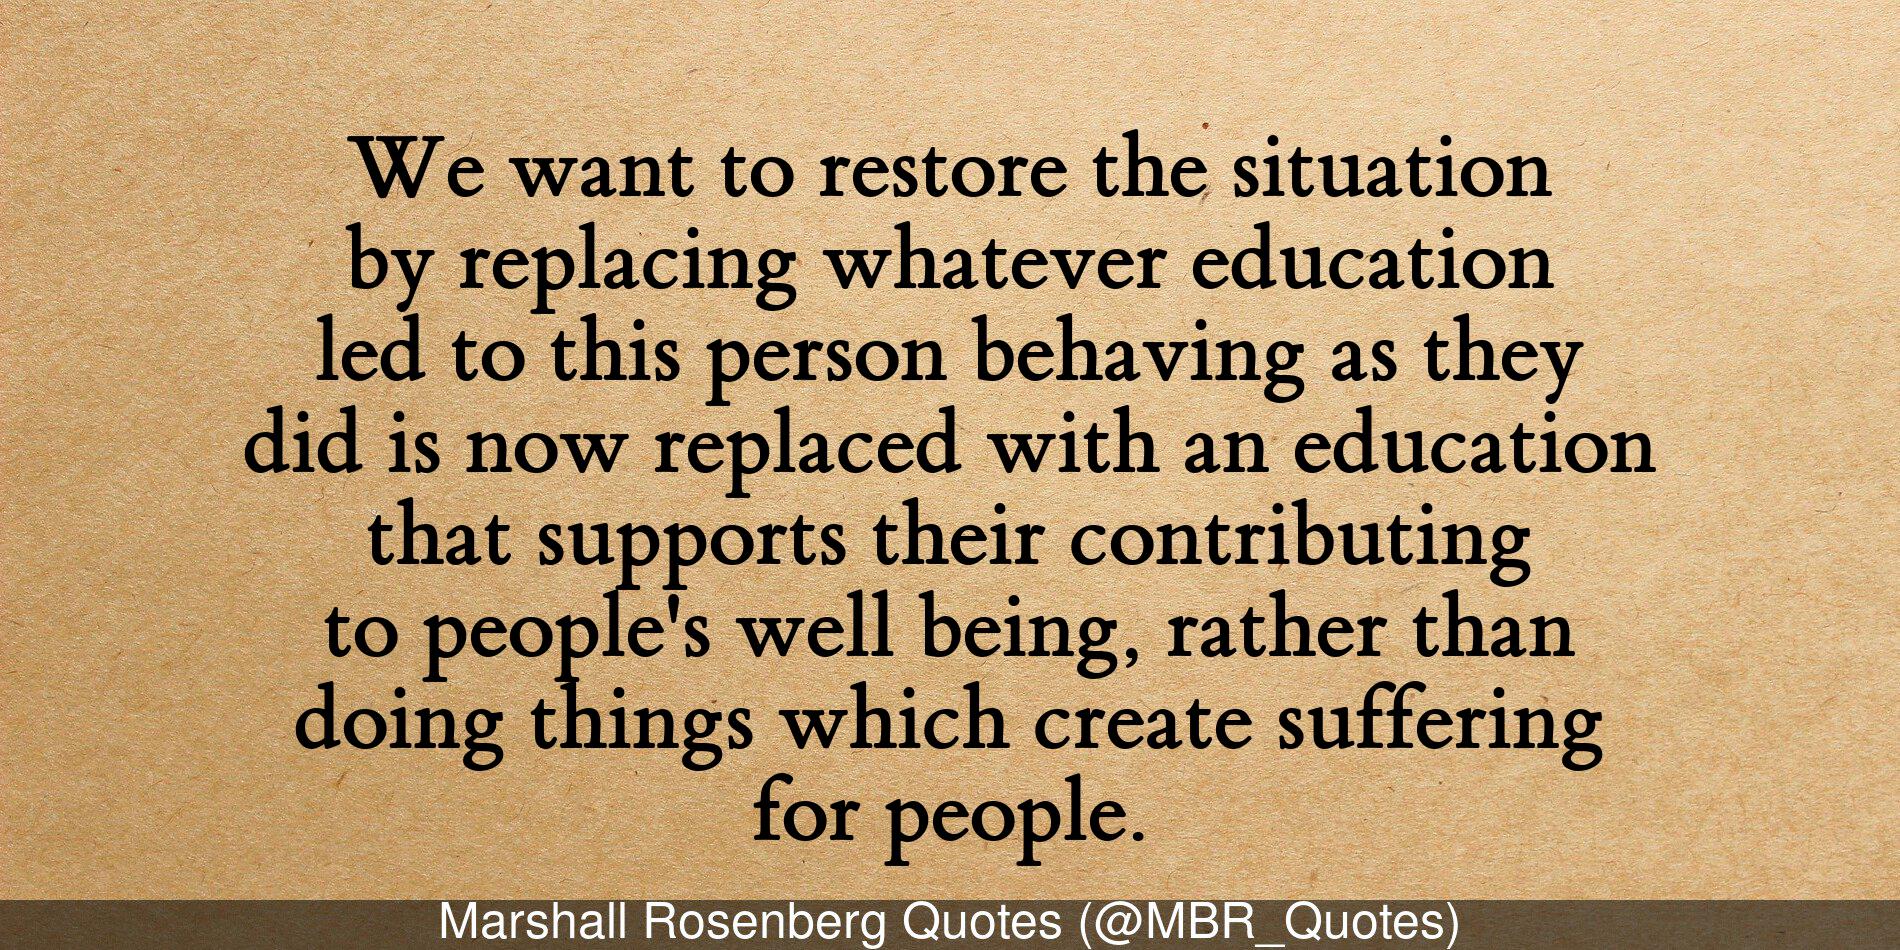 We want to restore the situation
by replacing whatever education
led to this person behaving as they
did is now replaced with an education
that supports their contributing
to people's well being, rather than
doing things which create suffering
for people.
Marshall Rosenberg Quotes (@MBR_Quotes)